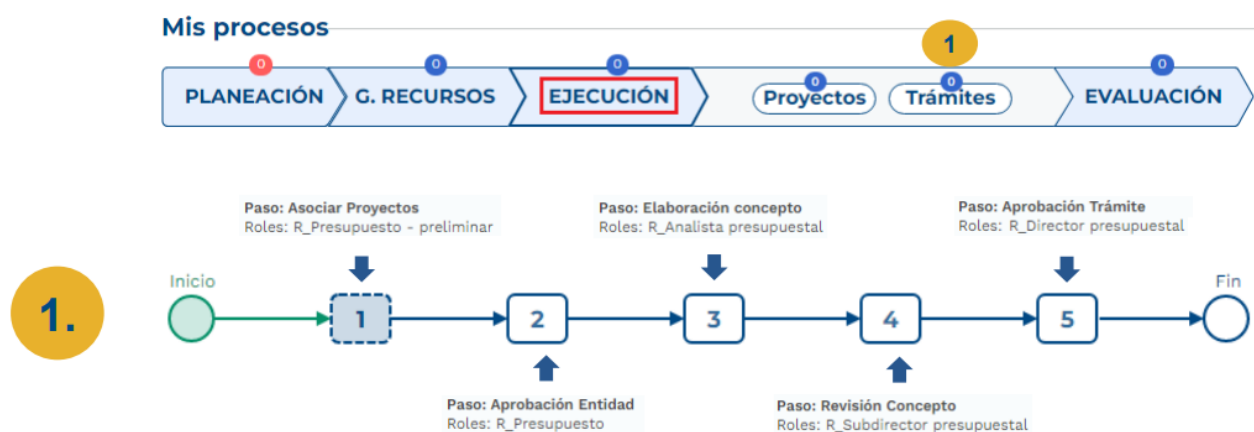 Mis procesos
1
0
0
0
0
0
0
PLANEACIÓN
G. RECURSOS
EJECUCIÓN
Proyectos
Trámites
EVALUACIÓN
Paso: Asociar Proyectos
Roles: R_Presupuesto - preliminar
Paso: Elaboración concepto
Roles: R_Analista presupuestal
Paso: Aprobación Trámite
Roles: R_Director presupuestal
1.
Inicio
1
2
3
4
5
Fin
Paso: Aprobación Entidad
Roles: R_Presupuesto
Paso: Revisión Concepto
Roles: R_Subdirector presupuestal